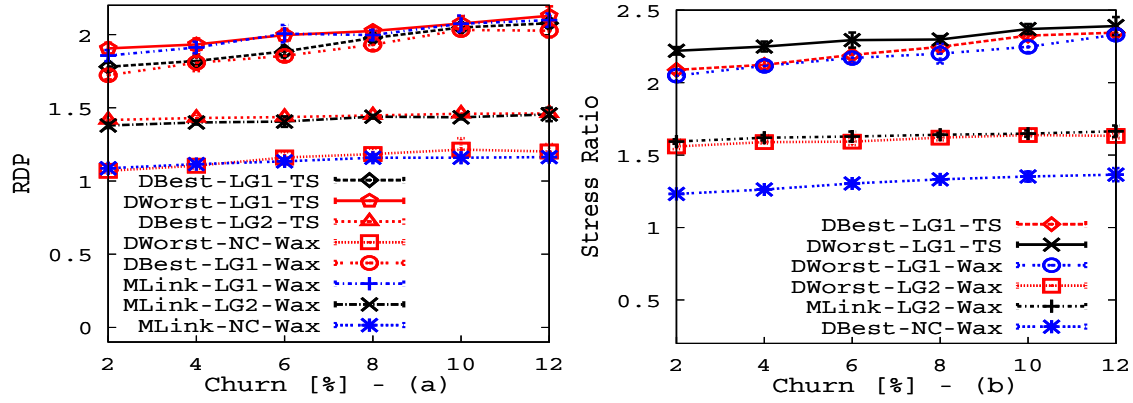 RDP
2
1.5
1
0.5
0
DBest-LG1-TS
DWorst-LG1-TS
DBest-LG2-TS
DWorst-NC-Wax
DBest-LG1-Wax
MLink-LG1-Wax
MLink-LG2-Wax
MLink-NC-Wax
2 4 6 8 10 12
Churn [%] - (a)
Stress Ratio
2.5
2
1.5
1
0.5
DBest-LG1-TS
DWorst-LG1-TS
DWorst-LG1-Wax
DWorst-LG2-Wax
MLink-LG2-Wax
DBest-NC-Wax
2 4 6 8 10 12
Churn [%] - (b)